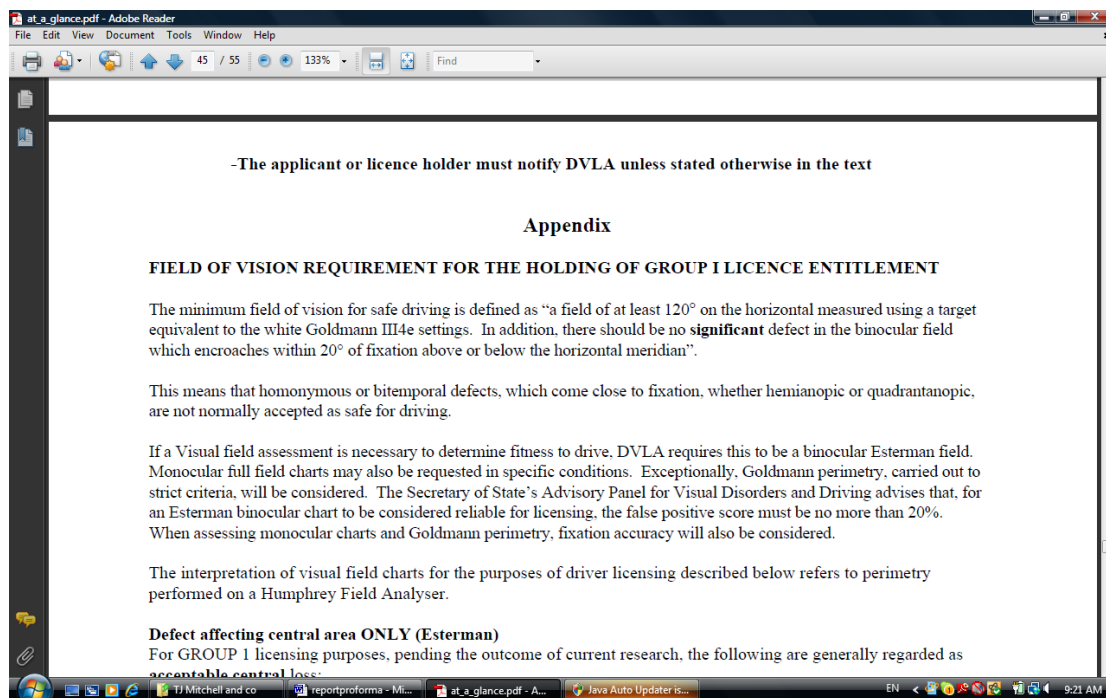 at_a_glance.pdf - Adobe Reader
File Edit View Document Tools Window Help
45 / 55 133% Find
-The applicant or licence holder must notify DVLA unless stated otherwise in the text
Appendix
FIELD OF VISION REQUIREMENT FOR THE HOLDING OF GROUP I LICENCE ENTITLEMENT
The minimum field of vision for safe driving is defined as “a field of at least 120° on the horizontal measured using a target
equivalent to the white Goldmann III4e settings. In addition, there should be no significant defect in the binocular field
which encroaches within 20° of fixation above or below the horizontal meridian”.
This means that homonymous or bitemporal defects, which come close to fixation, whether hemianopic or quadrantanopic,
are not normally accepted as safe for driving.
If a Visual field assessment is necessary to determine fitness to drive, DVLA requires this to be a binocular Esterman field.
Monocular full field charts may also be requested in specific conditions. Exceptionally, Goldmann perimetry, carried out to
strict criteria, will be considered. The Secretary of State’s Advisory Panel for Visual Disorders and Driving advises that, for
an Esterman binocular chart to be considered reliable for licensing, the false positive score must be no more than 20%.
When assessing monocular charts and Goldmann perimetry, fixation accuracy will also be considered.
The interpretation of visual field charts for the purposes of driver licensing described below refers to perimetry
performed on a Humphrey Field Analyser.
Defect affecting central area ONLY (Esterman)
For GROUP 1 licensing purposes, pending the outcome of current research, the following are generally regarded as
acceptable central loss:
TJ Mitchell and co reportproforma - Mi... at_a_glance.pdf - A... Java Auto Updater is... EN 9:21 AM